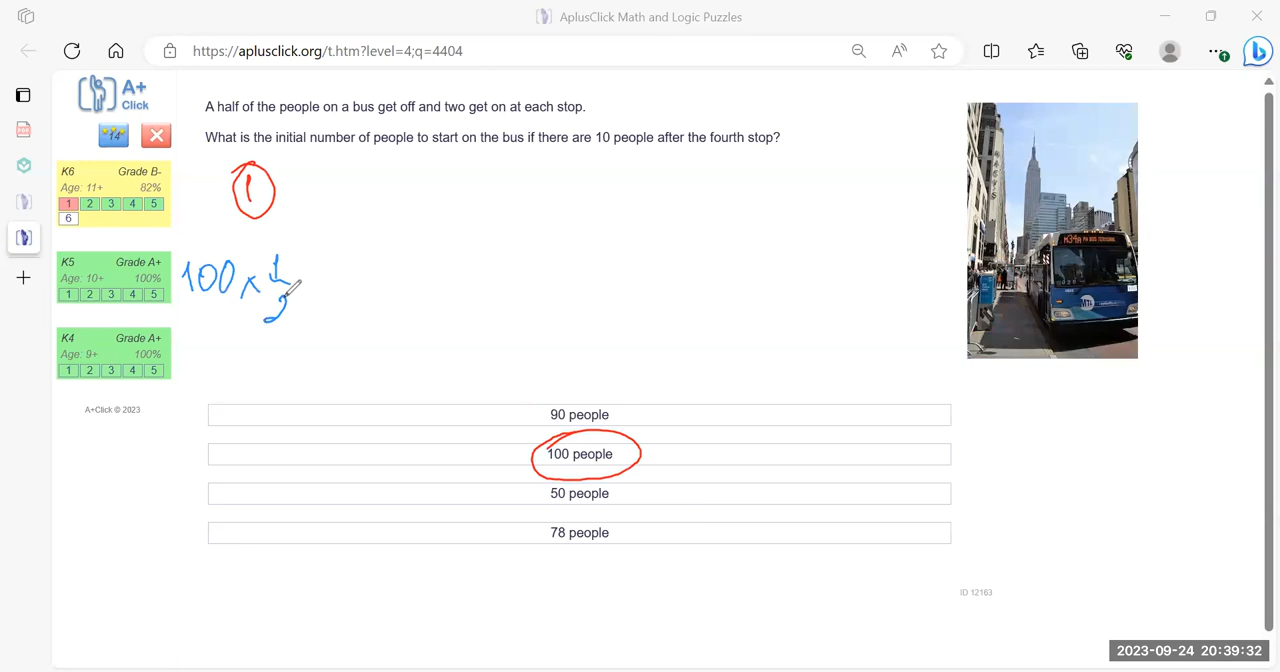 AplusClick Math and Logic Puzzles
https://aplusclick.org/t.htm?level=4;q=4404
A+
Click
14
K6 Grade B-
Age: 11+ 82%
1 2 3 4 5
6
K5 Grade A+
Age: 10+ 100%
1 2 3 4 5
K4 Grade A+
Age: 9+ 100%
1 2 3 4 5
A+Click © 2023
A half of the people on a bus get off and two get on at each stop.
What is the initial number of people to start on the bus if there are 10 people after the fourth stop?
1
100 x 1
2
90 people
100 people
50 people
78 people
ID 12163
2023-09-24 20:39:32